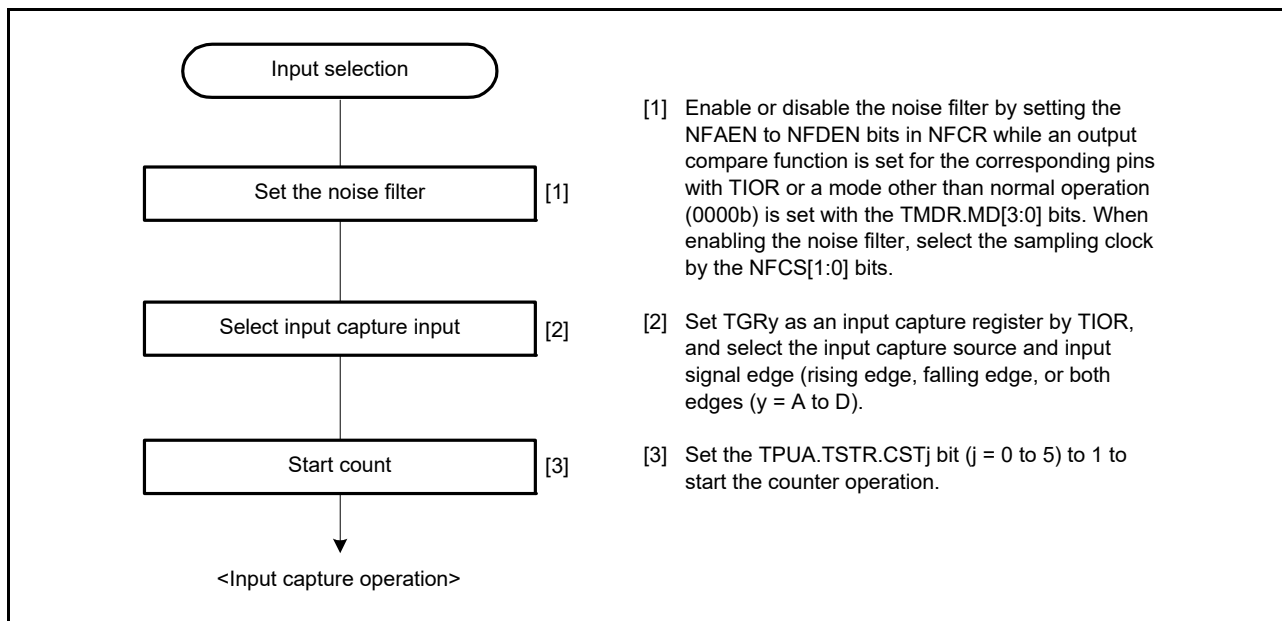 Input selection
Set the noise filter [1]
Select input capture input [2]
Start count [3]
<Input capture operation>
[1] Enable or disable the noise filter by setting the
NFAEN to NFDEN bits in NFCR while an output
compare function is set for the corresponding pins
with TIOR or a mode other than normal operation
(0000b) is set with the TMDR.MD[3:0] bits. When
enabling the noise filter, select the sampling clock
by the NFCS[1:0] bits.
[2] Set TGRy as an input capture register by TIOR,
and select the input capture source and input
signal edge (rising edge, falling edge, or both
edges (y = A to D).
[3] Set the TPUA.TSTR.CSTj bit (j = 0 to 5) to 1 to
start the counter operation.